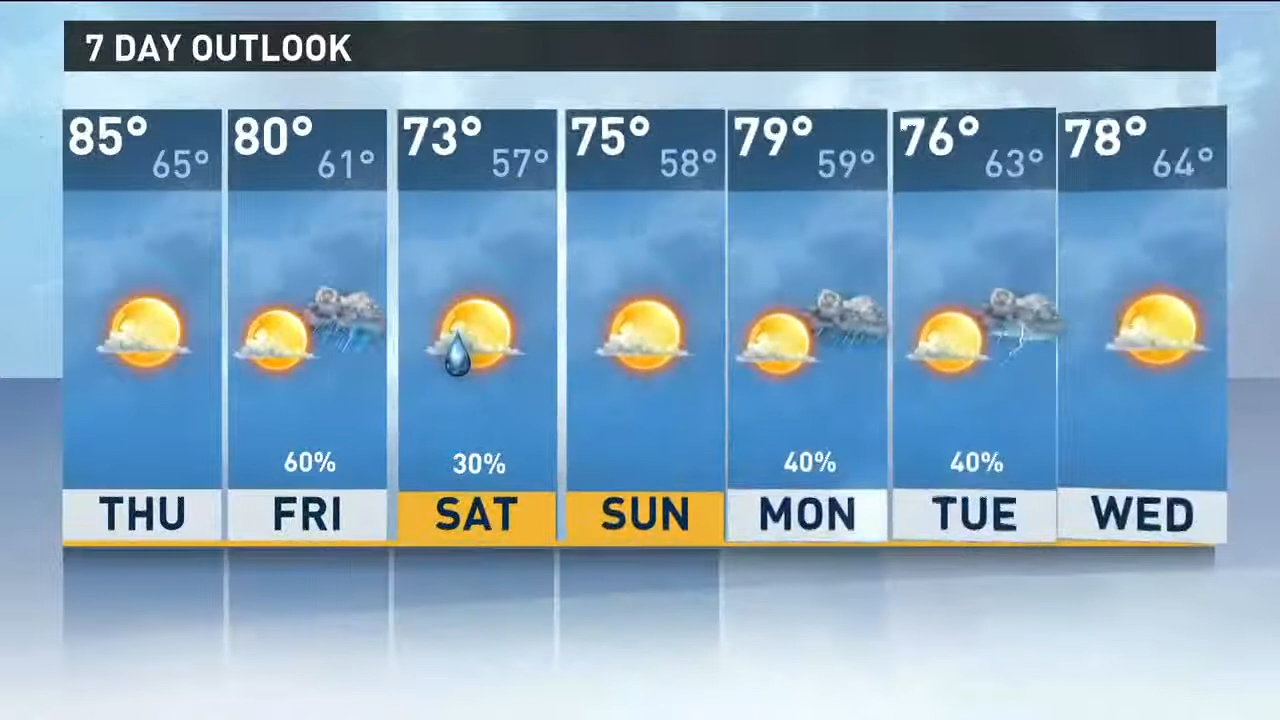 7 DAY OUTLOOK
85° 65°
80° 61°
73° 57°
75° 58°
79° 59°
76° 63°
78° 64°
60%
30%
40%
40%
THU
FRI
SAT
SUN
MON
TUE
WED